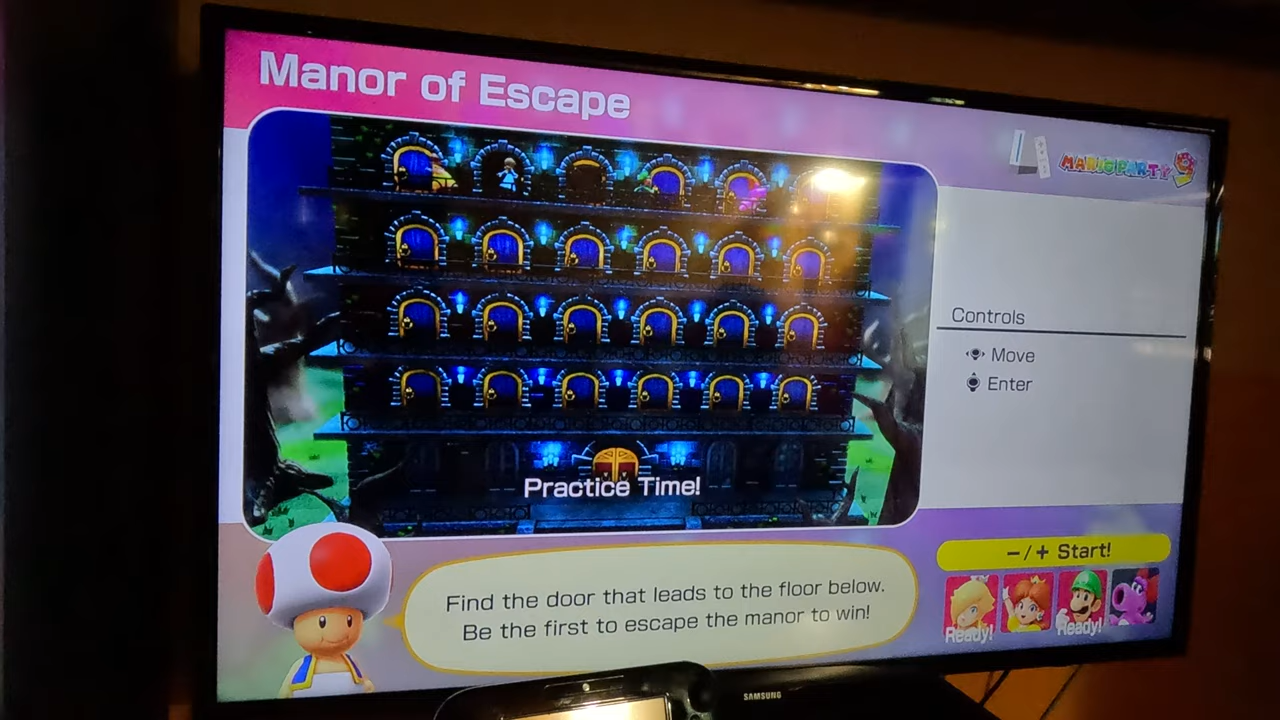 Manor of Escape
MARIO PARTY 9
Controls
Move
Enter
Practice Time!
Find the door that leads to the floor below.
Be the first to escape the manor to win!
−/+ Start!
Ready!
Ready!
SAMSUNG